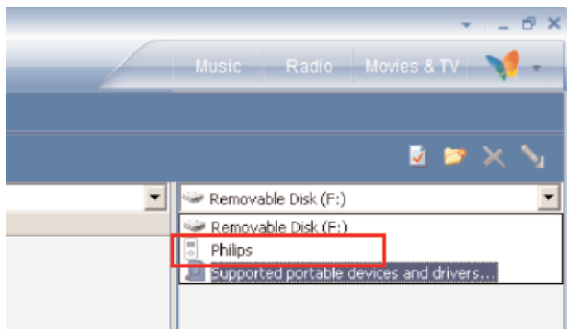 Music Radio Movies & TV
Removable Disk (F:)
Removable Disk (F:)
Philips
Supported portable devices and drivers...